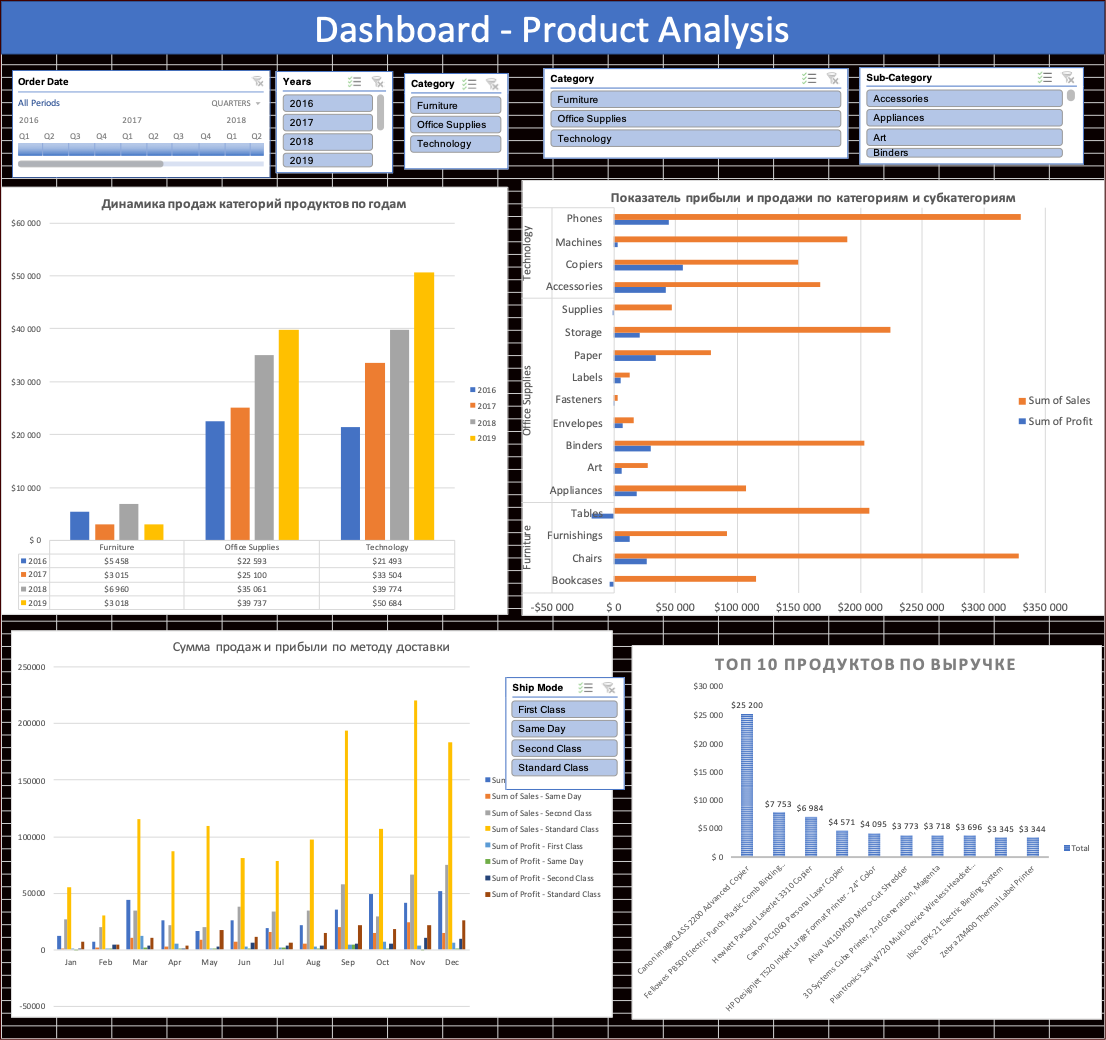 Dashboard - Product Analysis
Order Date
All Periods QUARTERS
2016 2017 2018
Q1 Q2 Q3 Q4 Q1 Q2 Q3 Q4 Q1 Q2
Years
2016
2017
2018
2019
Category
Furniture
Office Supplies
Technology
Category
Furniture
Office Supplies
Technology
Sub-Category
Accessories
Appliances
Art
Binders
Динамика продаж категорий продуктов по годам
$60 000
$50 000
$40 000
$30 000
$20 000
$10 000
$ 0
2016
2017
2018
2019
Furniture Office Supplies Technology
2016 $5 458 $22 593 $21 493
2017 $3 015 $25 100 $33 504
2018 $6 960 $35 061 $39 774
2019 $3 018 $39 737 $50 684
Показатель прибыли и продажи по категориям и субкатегориям
Technology
Phones
Machines
Copiers
Accessories
Office Supplies
Supplies
Storage
Paper
Labels
Fasteners
Envelopes
Binders
Art
Appliances
Furniture
Tables
Furnishings
Chairs
Bookcases
-$50 000 $ 0 $50 000 $100 000 $150 000 $200 000 $250 000 $300 000 $350 000
Sum of Sales
Sum of Profit
Сумма продаж и прибыли по методу доставки
250000
200000
150000
100000
50000
0
-50000
Jan Feb Mar Apr May Jun Jul Aug Sep Oct Nov Dec
Ship Mode
First Class
Same Day
Second Class
Standard Class
Sum of Sales - Same Day
Sum of Sales - Second Class
Sum of Sales - Standard Class
Sum of Profit - First Class
Sum of Profit - Same Day
Sum of Profit - Second Class
Sum of Profit - Standard Class
ТОП 10 ПРОДУКТОВ ПО ВЫРУЧКЕ
$30 000
$25 000
$20 000
$15 000
$10 000
$5 000
$ 0
$25 200
$7 753
$6 984
$4 571
$4 095
$3 773
$3 718
$3 696
$3 345
$3 344
Total
Canon imageCLASS 2200 Advanced Copier
Fellowes PB500 Electric Punch Plastic Comb Binding…
Hewlett Packard LaserJet 3310 Copier
Canon PC1060 Personal Laser Copier
HP Designjet T520 Inkjet Large Format Printer - 24" Color
Ativa V4110MDD Micro-Cut Shredder
3D Systems Cube Printer, 2nd Generation, Magenta
Plantronics Savi W720 Multi-Device Wireless Headset…
Ibico EPK-21 Electric Binding System
Zebra ZM400 Thermal Label Printer